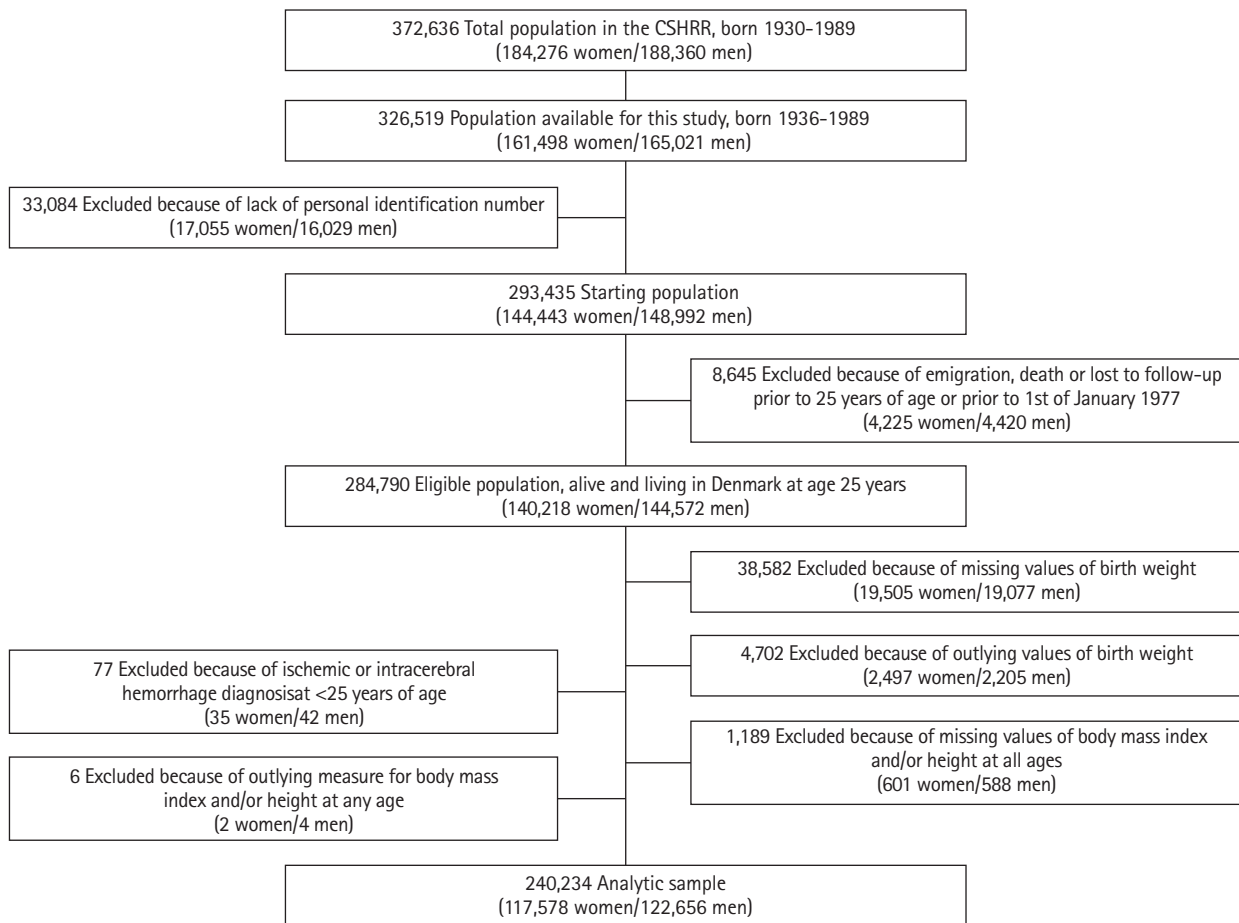 372,636 Total population in the CSHRR, born 1930-1989
(184,276 women/188,360 men)
326,519 Population available for this study, born 1936-1989
(161,498 women/165,021 men)
33,084 Excluded because of lack of personal identification number
(17,055 women/16,029 men)
293,435 Starting population
(144,443 women/148,992 men)
8,645 Excluded because of emigration, death or lost to follow-up
prior to 25 years of age or prior to 1st of January 1977
(4,225 women/4,420 men)
284,790 Eligible population, alive and living in Denmark at age 25 years
(140,218 women/144,572 men)
38,582 Excluded because of missing values of birth weight
(19,505 women/19,077 men)
4,702 Excluded because of outlying values of birth weight
(2,497 women/2,205 men)
77 Excluded because of ischemic or intracerebral
hemorrhage diagnosisat <25 years of age
(35 women/42 men)
1,189 Excluded because of missing values of body mass index
and/or height at all ages
(601 women/588 men)
6 Excluded because of outlying measure for body mass
index and/or height at any age
(2 women/4 men)
240,234 Analytic sample
(117,578 women/122,656 men)